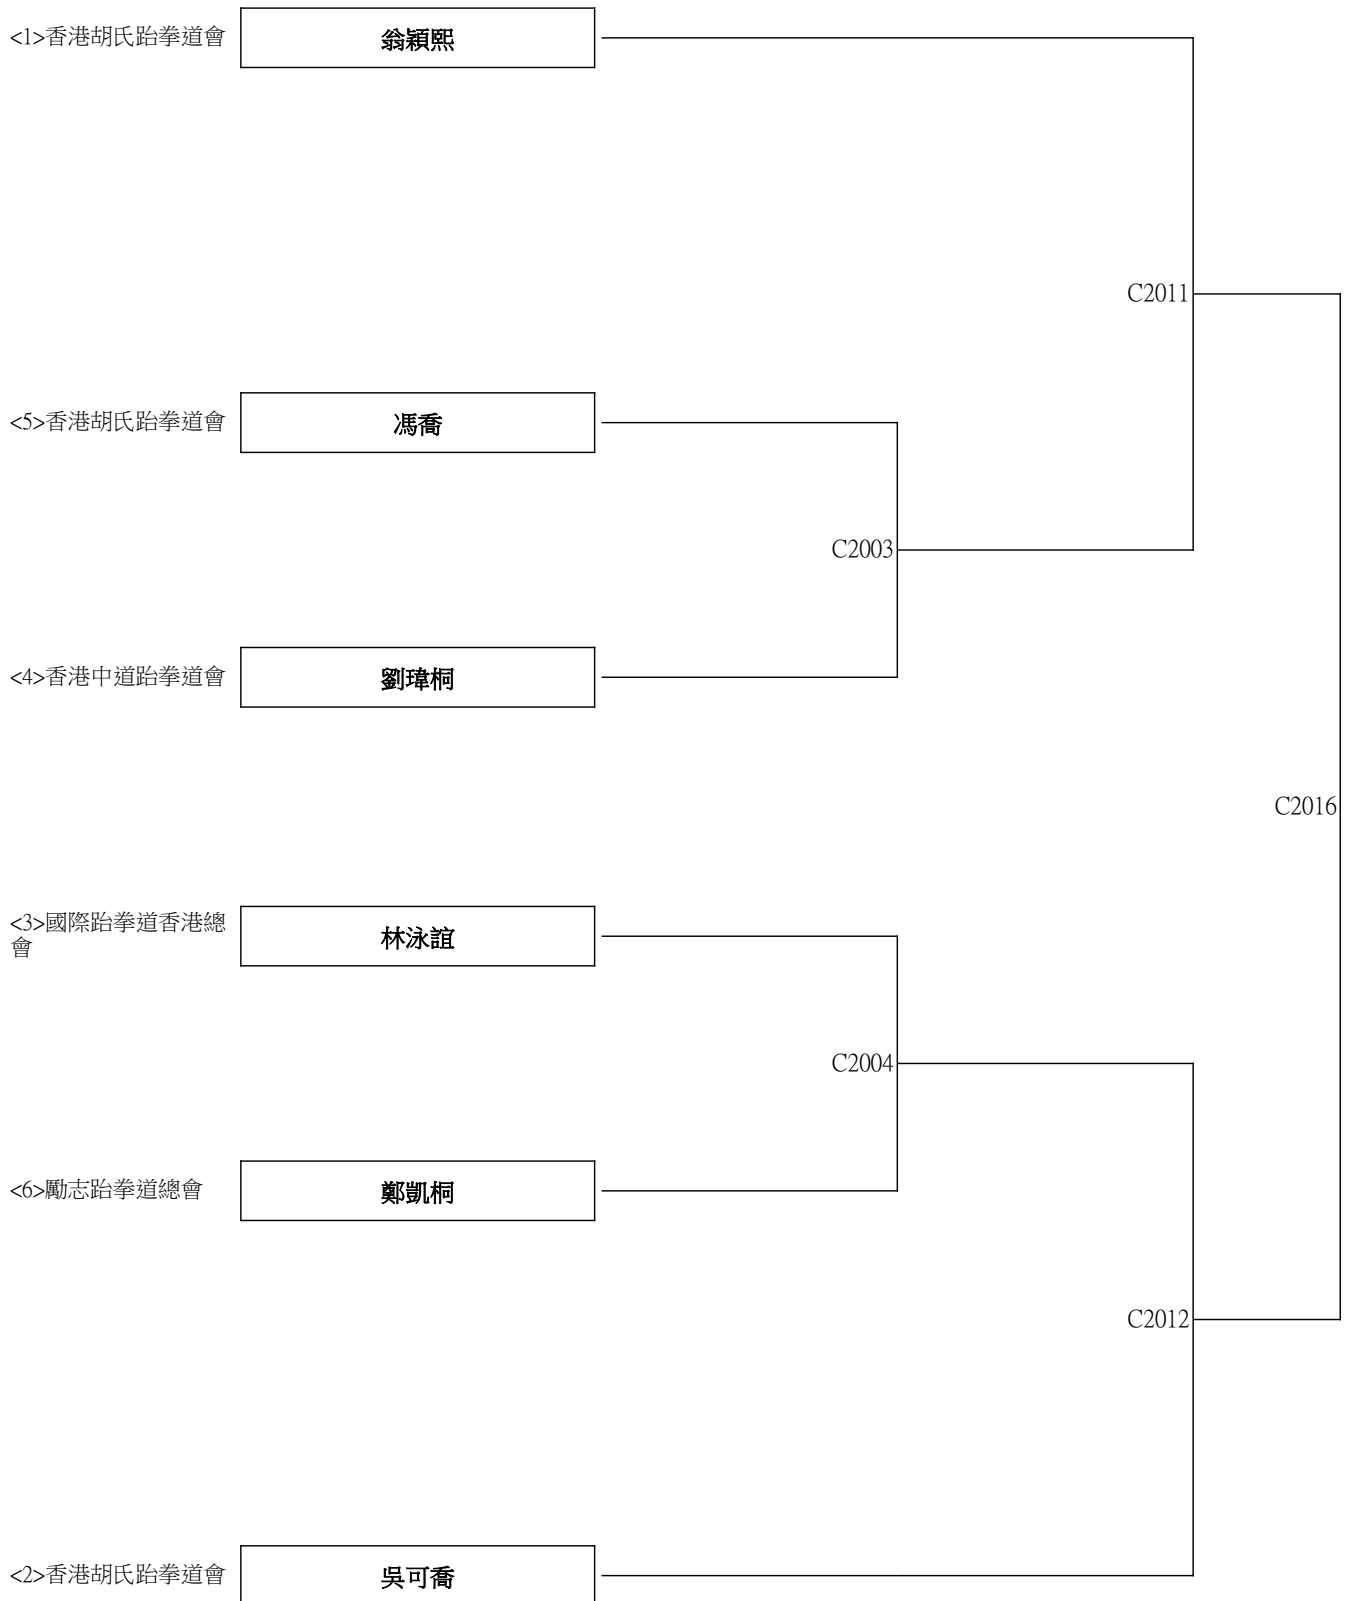 <1>香港胡氏跆拳道會
翁穎熙
C2011
<5>香港胡氏跆拳道會
馮喬
C2003
<4>香港中道跆拳道會
劉瑋桐
C2016
<3>國際跆拳道香港總
會
林泳誼
C2004
<6>勵志跆拳道總會
鄭凱桐
C2012
<2>香港胡氏跆拳道會
吳可喬